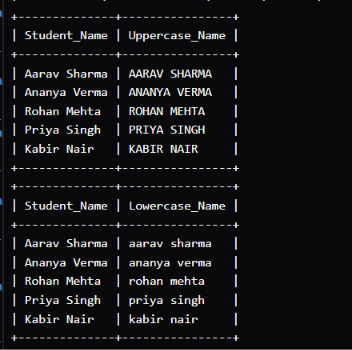 +--------------+----------------+
| Student_Name | Uppercase_Name |
+--------------+----------------+
| Aarav Sharma | AARAV SHARMA   |
| Ananya Verma | ANANYA VERMA   |
| Rohan Mehta  | ROHAN MEHTA    |
| Priya Singh  | PRIYA SINGH    |
| Kabir Nair   | KABIR NAIR     |
+--------------+----------------+
+--------------+----------------+
| Student_Name | Lowercase_Name |
+--------------+----------------+
| Aarav Sharma | aarav sharma   |
| Ananya Verma | ananya verma   |
| Rohan Mehta  | rohan mehta    |
| Priya Singh  | priya singh    |
| Kabir Nair   | kabir nair     |
+--------------+----------------+